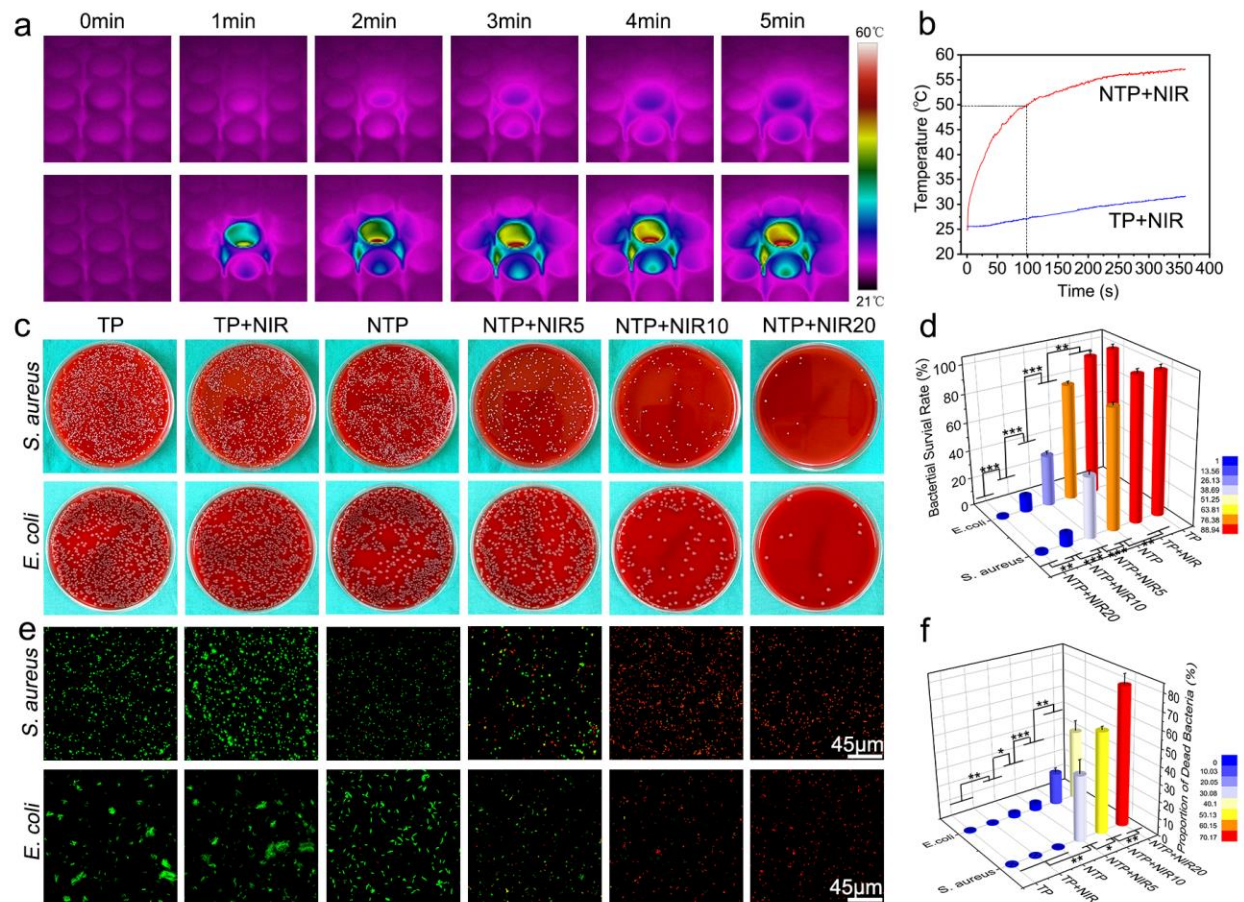 a
0min 1min 2min 3min 4min 5min
60℃
21℃
b
60
55
50
45
40
35
30
25
20
Temperature (°C)
NTP+NIR
TP+NIR
0 50 100 150 200 250 300 350 400
Time (s)
c
TP TP+NIR NTP NTP+NIR5 NTP+NIR10 NTP+NIR20
S. aureus
E. coli
d
Bactertial Survial Rate (%)
100
80
60
40
20
0
** *** *** *** ***
E.coli
S. aureus
** *** *** **
NTP+NIR20
NTP+NIR10
NTP+NIR5
NTP
TP+NIR
TP
1
13.56
26.13
38.69
51.25
63.81
76.38
88.94
e
S. aureus
45μm
E. coli
45μm
f
Proportion of Dead Bacteria (%)
80
70
60
50
40
30
20
10
0
** * *** **
E.coli
S. aureus
** * **
TP
TP+NIR
NTP
NTP+NIR5
NTP+NIR10
NTP+NIR20
0
10.03
20.05
30.08
40.1
50.13
60.15
70.17